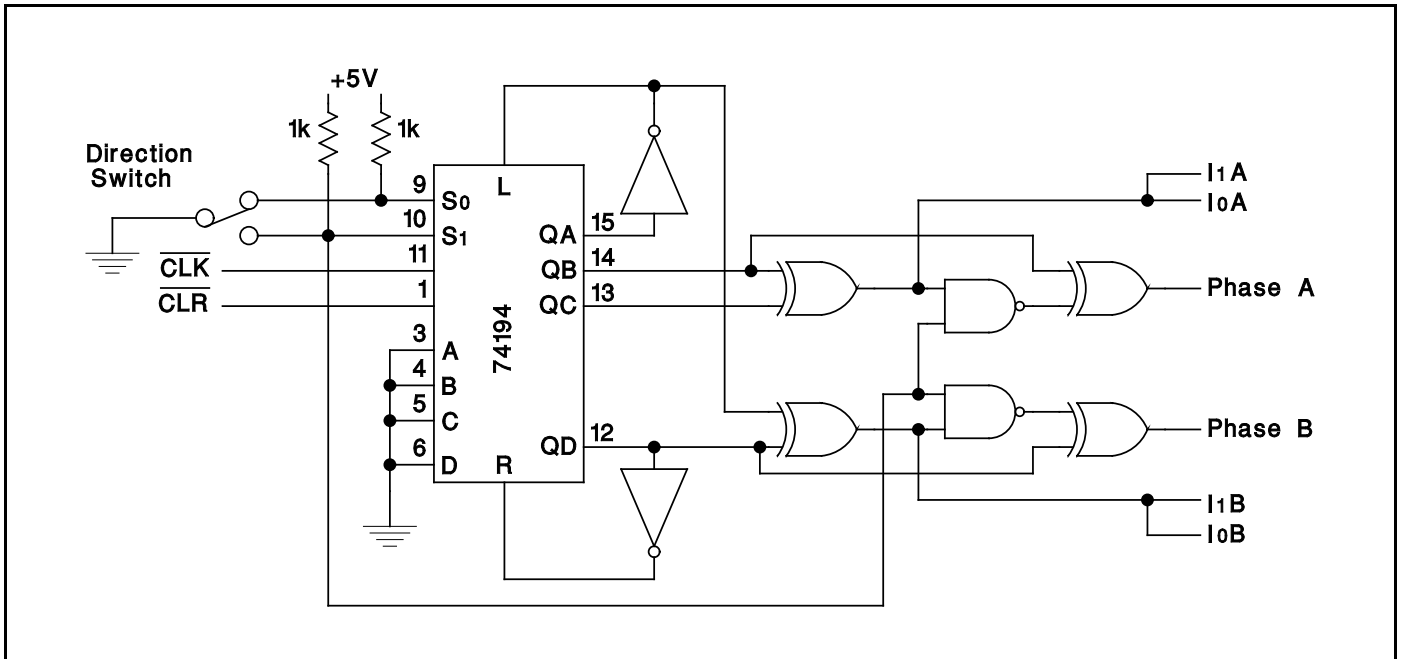 +5V
1k 1k
Direction
Switch
9 S0
10 S1
11 CLK
1 CLR
3 A
4 B
5 C
6 D
L
R
74194
QA 15
QB 14
QC 13
QD 12
I1A
I0A
Phase A
Phase B
I1B
I0B